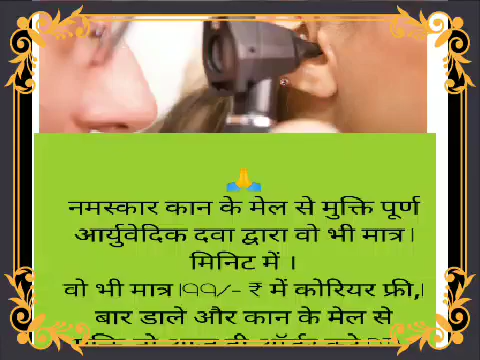 🙏
नमस्कार कान के मेल से मुक्ति पूर्ण
आर्युवेदिक दवा द्वारा वो भी मात्र।
मिनिट में ।
वो भी मात्र।९९/- ₹ में कोरियर फ्री,।
बार डाले और कान के मेल से